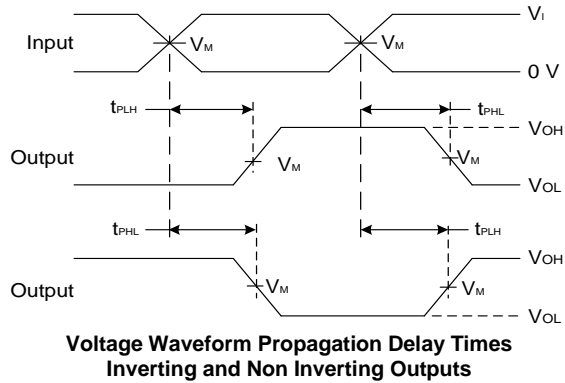 VI
Input
VM
VM
0 V
tPLH
tPHL
VOH
Output
VM
VM
VOL
tPHL
tPLH
VOH
Output
VM
VM
VOL
Voltage Waveform Propagation Delay Times
Inverting and Non Inverting Outputs